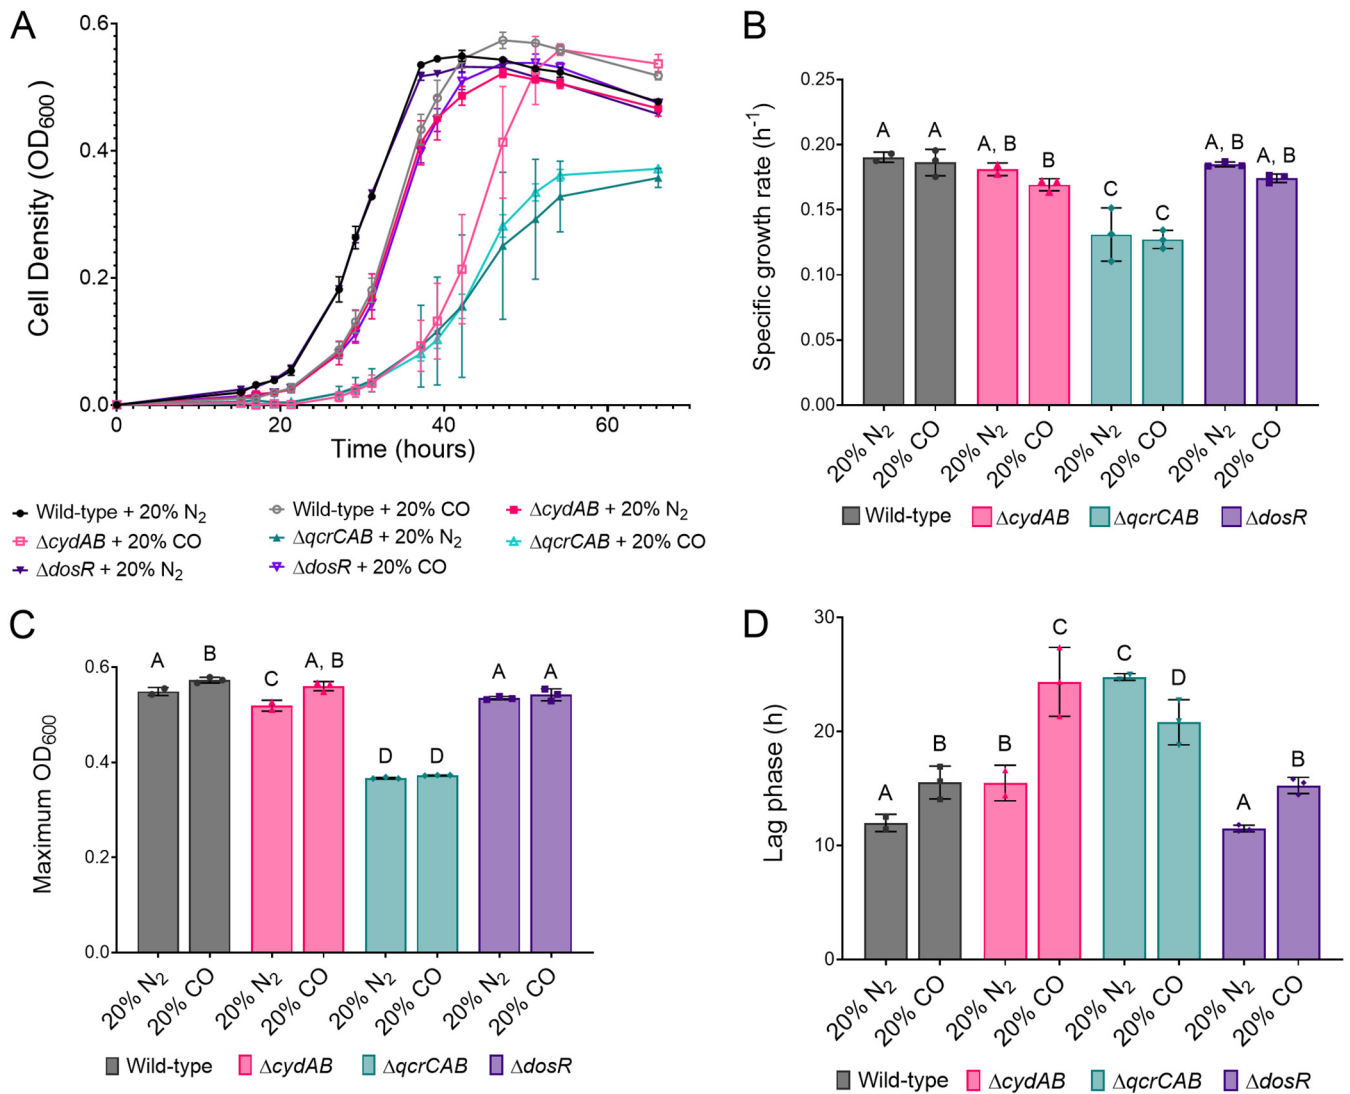 A
0.6
0.4
0.2
0.0
0
20
40
60
Cell Density (OD600)
Time (hours)
Wild-type + 20% N2
Wild-type + 20% CO
ΔcydAB + 20% N2
ΔcydAB + 20% CO
ΔqcrCAB + 20% N2
ΔqcrCAB + 20% CO
ΔdosR + 20% N2
ΔdosR + 20% CO
B
0.25
0.20
0.15
0.10
0.05
0.00
Specific growth rate (h-1)
A
A
A, B
B
C
C
A, B
A, B
20% N2
20% CO
20% N2
20% CO
20% N2
20% CO
20% N2
20% CO
Wild-type
ΔcydAB
ΔqcrCAB
ΔdosR
C
0.6
0.4
0.2
0.0
Maximum OD600
A
B
C
A, B
D
D
A
A
20% N2
20% CO
20% N2
20% CO
20% N2
20% CO
20% N2
20% CO
Wild-type
ΔcydAB
ΔqcrCAB
ΔdosR
D
30
20
10
0
Lag phase (h)
A
B
B
C
C
D
A
B
20% N2
20% CO
20% N2
20% CO
20% N2
20% CO
20% N2
20% CO
Wild-type
ΔcydAB
ΔqcrCAB
ΔdosR